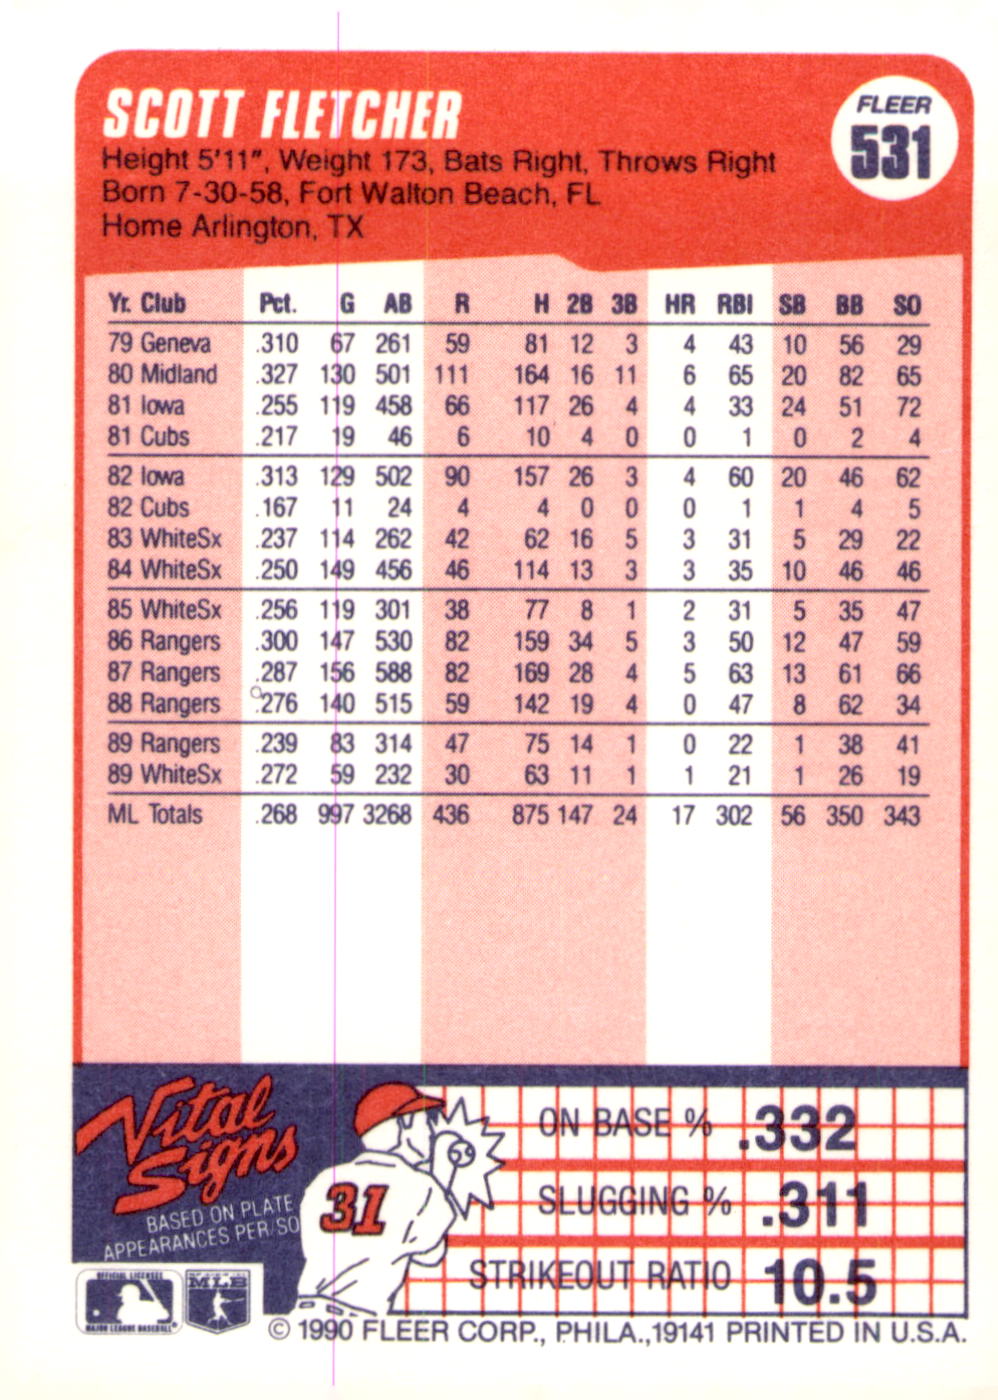 SCOTT FLETCHER
FLEER
531
Height 5'11", Weight 173, Bats Right, Throws Right
Born 7-30-58, Fort Walton Beach, FL
Home Arlington, TX
Yr. Club Pct. G AB R H 2B 3B HR RBI SB BB SO
79 Geneva .310 67 261 59 81 12 3 4 43 10 56 29
80 Midland .327 130 501 111 164 16 11 6 65 20 82 65
81 Iowa .255 119 458 66 117 26 4 4 33 24 51 72
81 Cubs .217 19 46 6 10 4 0 0 1 0 2 4
82 Iowa .313 129 502 90 157 26 3 4 60 20 46 62
82 Cubs .167 11 24 4 4 0 0 0 1 1 4 5
83 WhiteSx .237 114 262 42 62 16 5 3 31 5 29 22
84 WhiteSx .250 149 456 46 114 13 3 3 35 10 46 46
85 WhiteSx .256 119 301 38 77 8 1 2 31 5 35 47
86 Rangers .300 147 530 82 159 34 5 3 50 12 47 59
87 Rangers .287 156 588 82 169 28 4 5 63 13 61 66
88 Rangers .276 140 515 59 142 19 4 0 47 8 62 34
89 Rangers .239 83 314 47 75 14 1 0 22 1 38 41
89 WhiteSx .272 59 232 30 63 11 1 1 21 1 26 19
ML Totals .268 997 3268 436 875 147 24 17 302 56 350 343
Vital
Signs
BASED ON PLATE
APPEARANCES PER SO
31
ON BASE % .332
SLUGGING % .311
STRIKEOUT RATIO 10.5
OFFICIAL LICENSEE
MAJOR LEAGUE BASEBALL
MLB
© 1990 FLEER CORP., PHILA.,19141 PRINTED IN U.S.A.